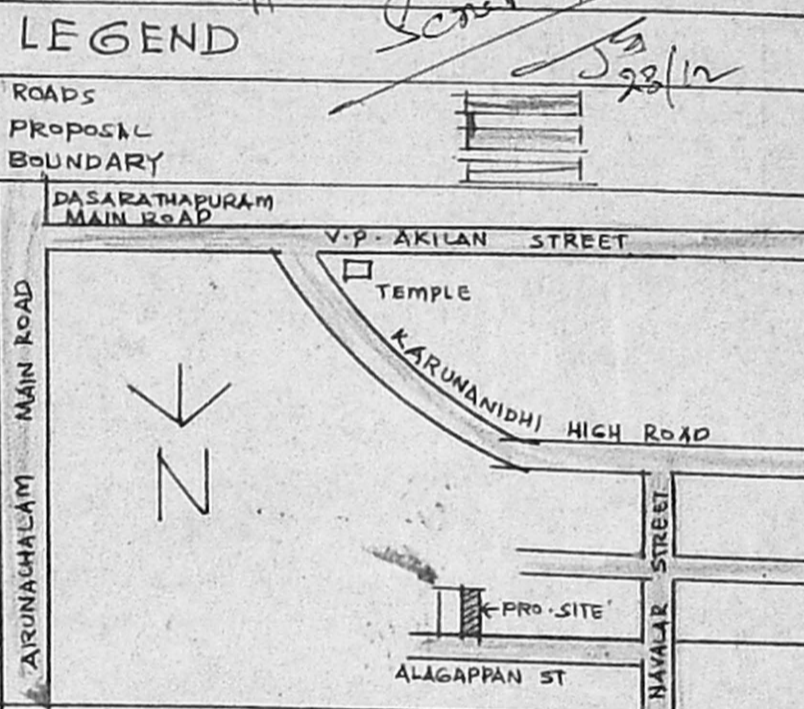 LEGEND
28/12
ROADS
PROPOSAL
BOUNDARY
DASARATHAPURAM
MAIN ROAD
V.P. AKILAN STREET
TEMPLE
KARUNANIDHI HIGH ROAD
ARUNACHALAM MAIN ROAD
N
NAVALAR STREET
←PRO.SITE
ALAGAPPAN ST